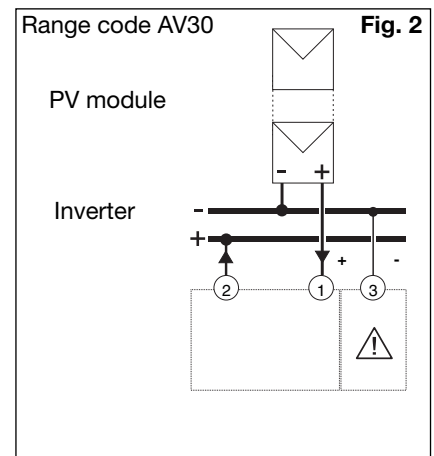 Range code AV30 Fig. 2
PV module
- +
Inverter -
+
+ -
2 1 3
!